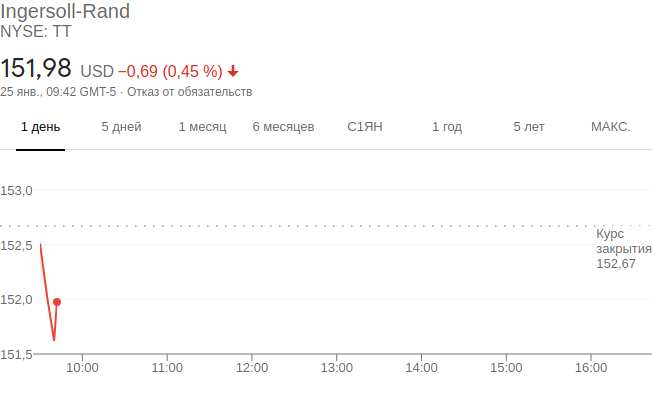 Ingersoll-Rand
NYSE: TT
151,98 USD −0,69 (0,45 %)
25 янв., 09:42 GMT-5 · Отказ от обязательств
1 день 5 дней 1 месяц 6 месяцев С1ЯН 1 год 5 лет МАКС.
153,0
Курс
закрытия
152,67
152,5
152,0
151,5
10:00 11:00 12:00 13:00 14:00 15:00 16:00